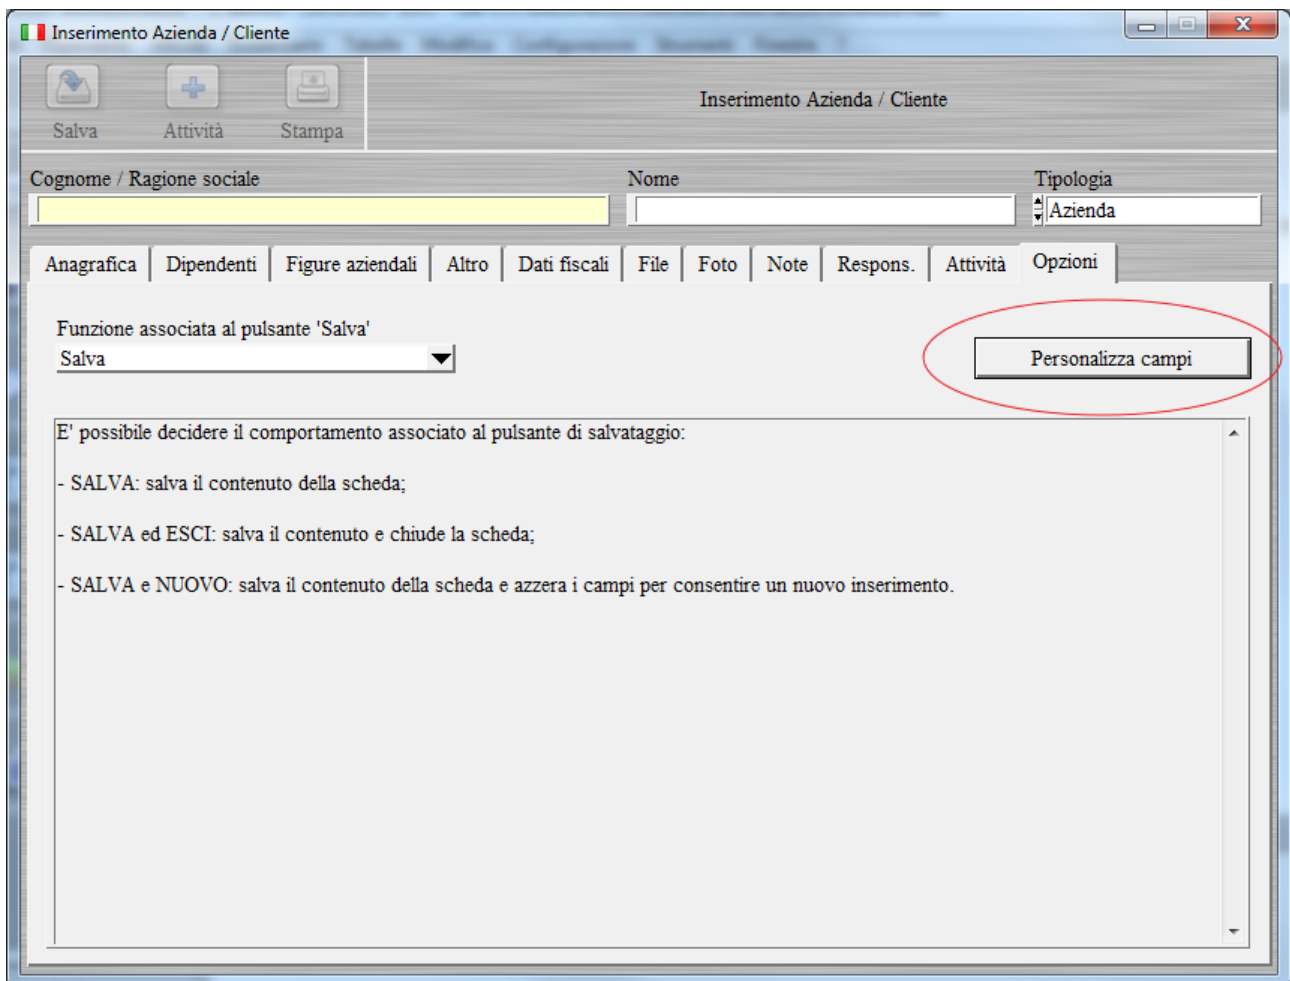 Inserimento Azienda / Cliente
Salva
Attività
Stampa
Inserimento Azienda / Cliente
Cognome / Ragione sociale
Nome
Tipologia
Azienda
Anagrafica
Dipendenti
Figure aziendali
Altro
Dati fiscali
File
Foto
Note
Respons.
Attività
Opzioni
Funzione associata al pulsante 'Salva'
Salva
Personalizza campi
E' possibile decidere il comportamento associato al pulsante di salvataggio:
- SALVA: salva il contenuto della scheda;
- SALVA ed ESCI: salva il contenuto e chiude la scheda;
- SALVA e NUOVO: salva il contenuto della scheda e azzera i campi per consentire un nuovo inserimento.